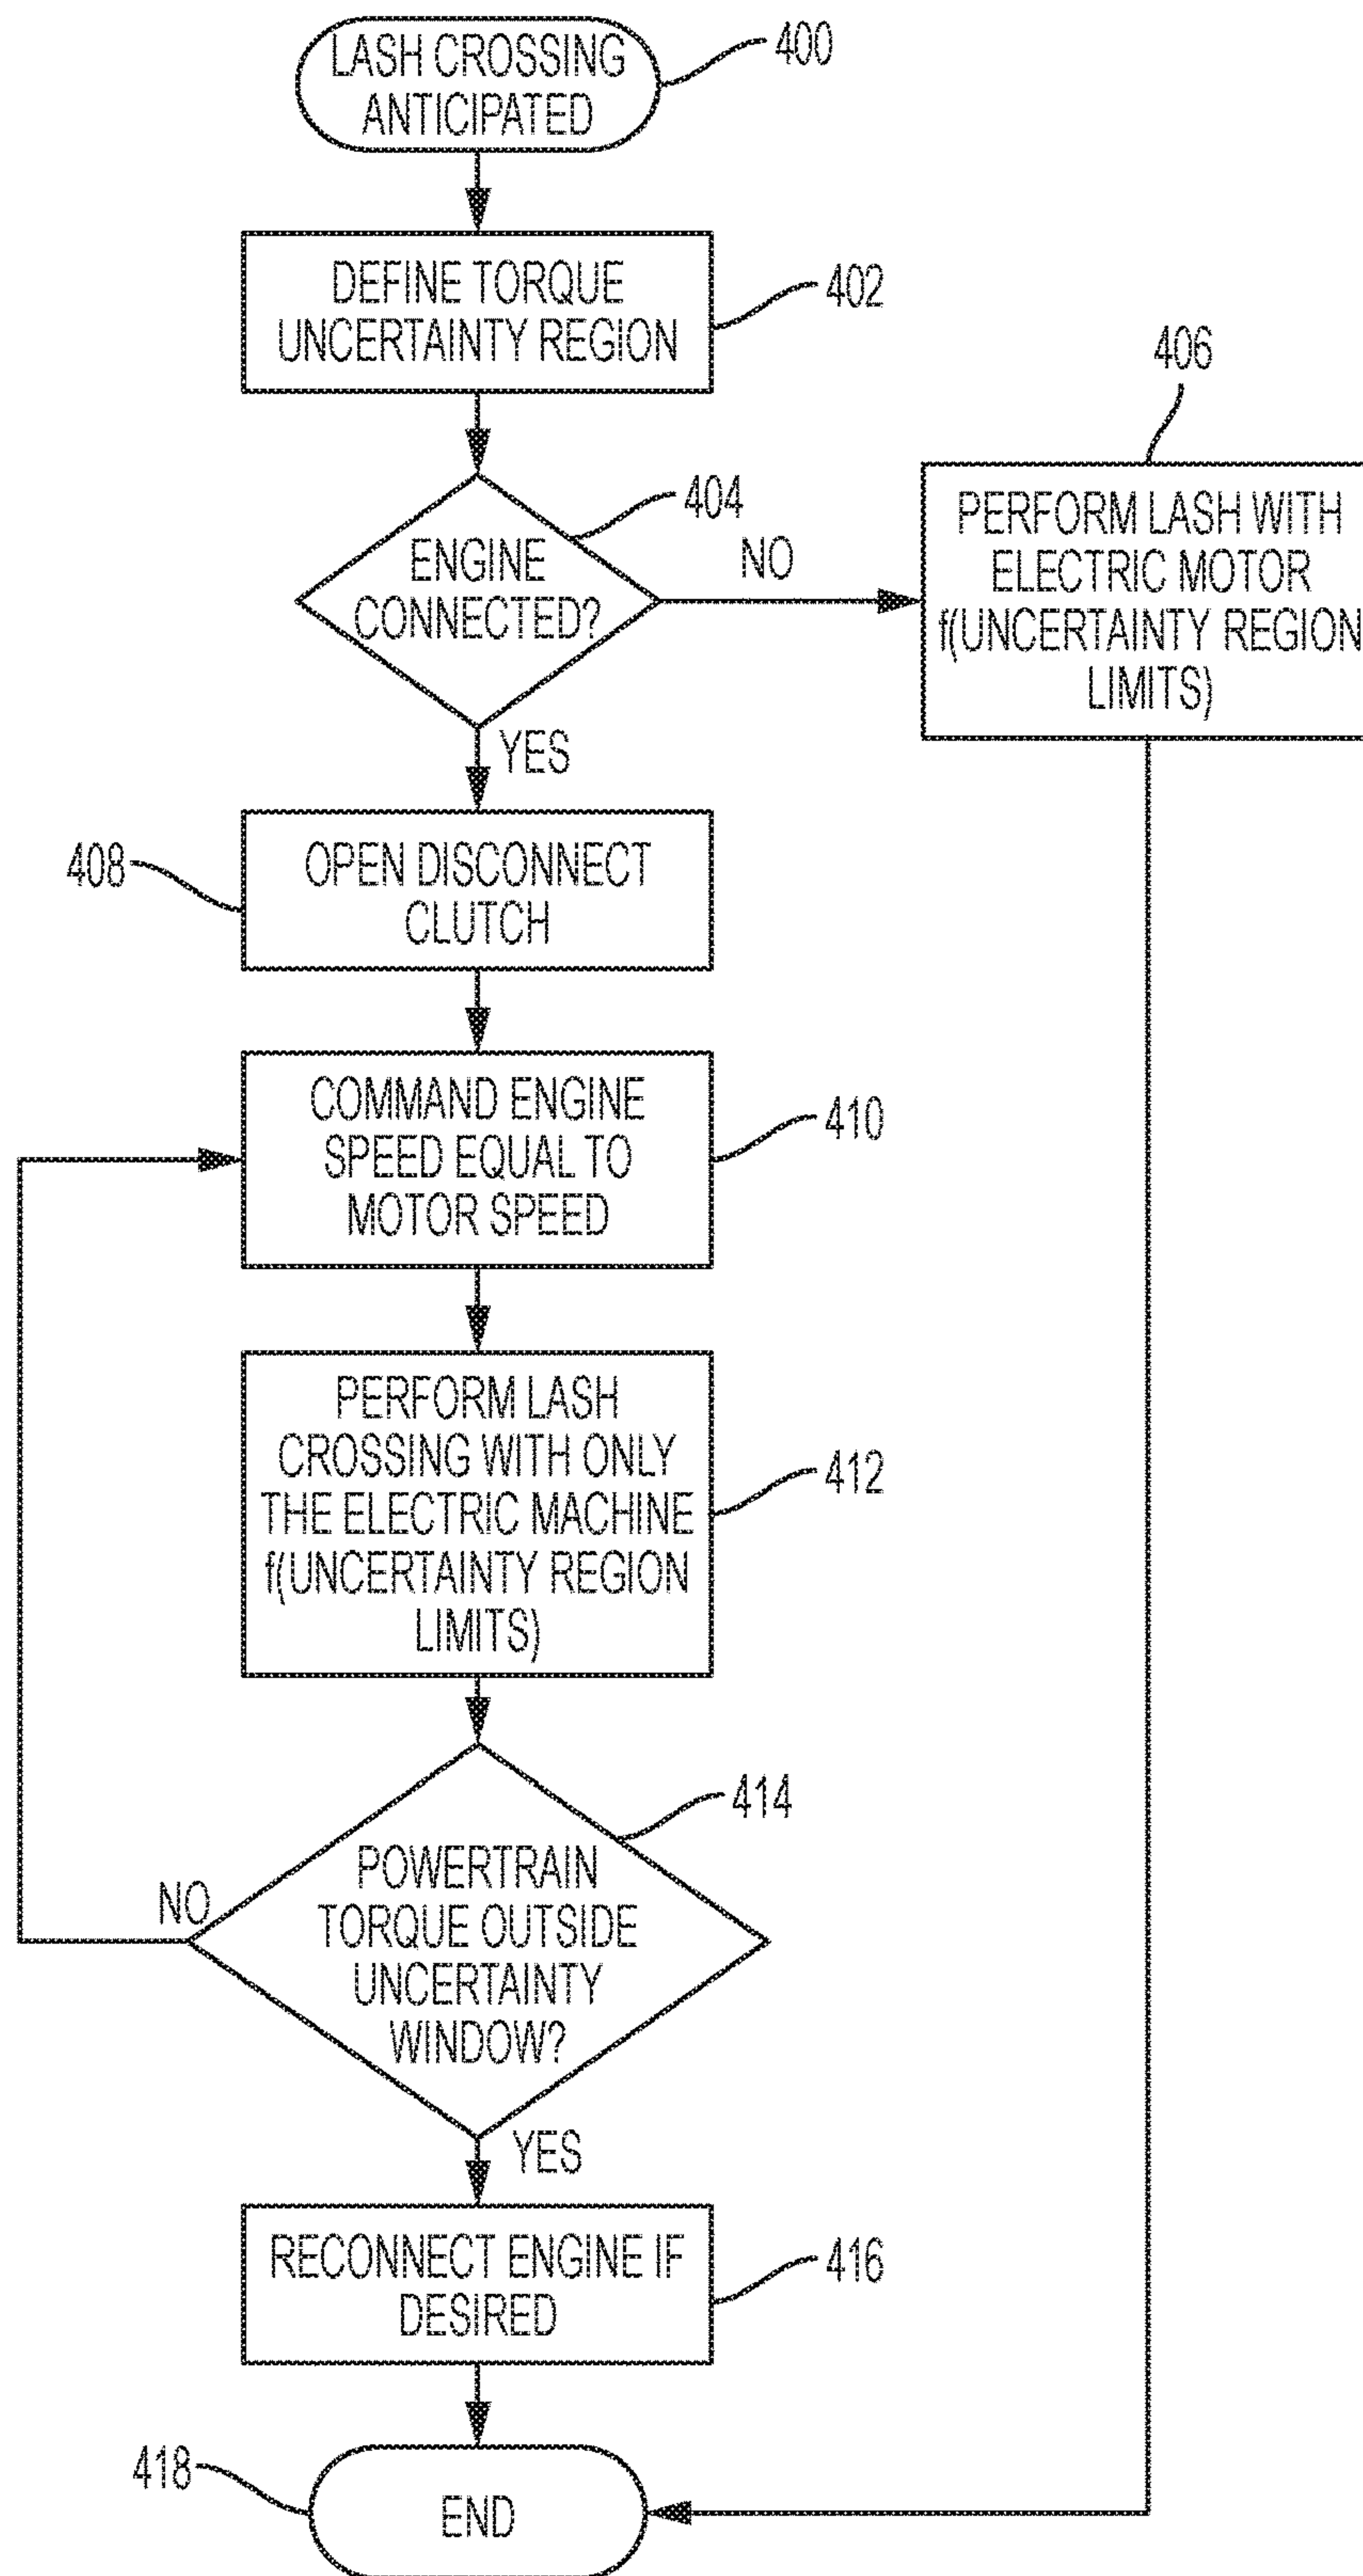 LASH CROSSING
ANTICIPATED
400
DEFINE TORQUE
UNCERTAINTY REGION
402
ENGINE
CONNECTED?
404
NO
406
PERFORM LASH WITH
ELECTRIC MOTOR
f(UNCERTAINTY REGION
LIMITS)
YES
408
OPEN DISCONNECT
CLUTCH
COMMAND ENGINE
SPEED EQUAL TO
MOTOR SPEED
410
PERFORM LASH
CROSSING WITH ONLY
THE ELECTRIC MACHINE
f(UNCERTAINTY REGION
LIMITS)
412
POWERTRAIN
TORQUE OUTSIDE
UNCERTAINTY
WINDOW?
414
NO
YES
RECONNECT ENGINE IF
DESIRED
416
418
END